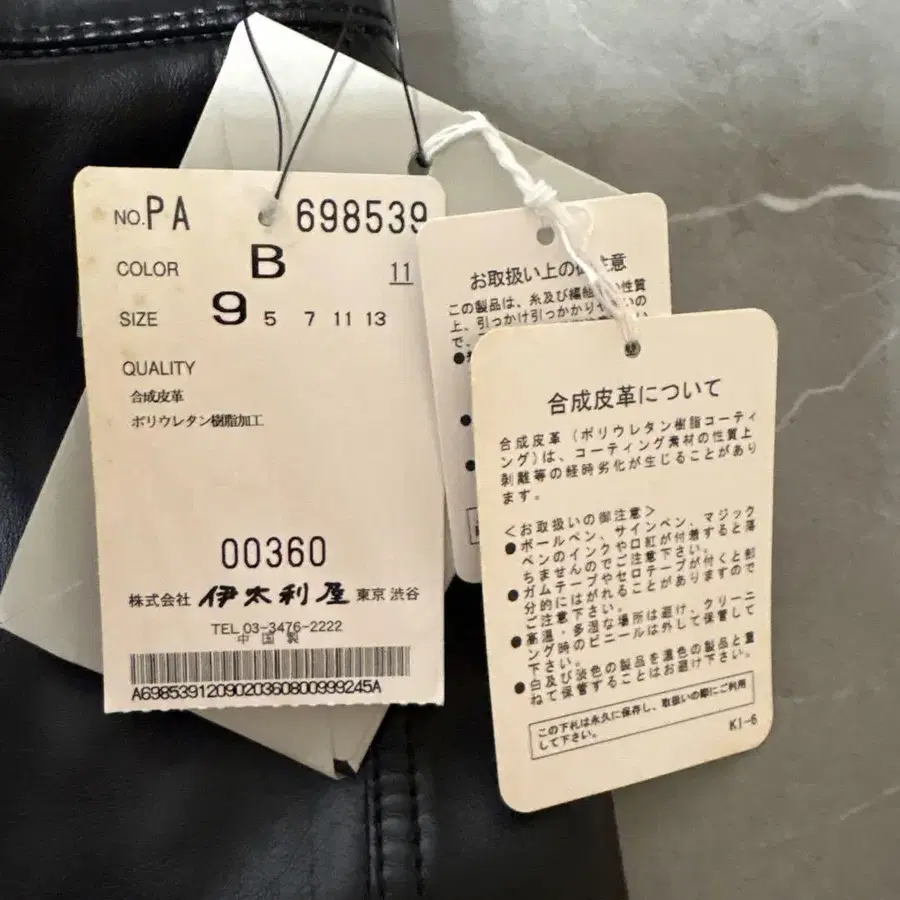 NO.PA 698539
COLOR B 11
SIZE 9 5 7 11 13
QUALITY
合成皮革
ポリウレタン樹脂加工
00360
株式会社 伊太利屋 東京 渋谷
TEL 03-3476-2222
中国製
A6985391209020360800999245A
お取扱い上の御注意
この製品は、糸及び繊組の性質
上、引っかけ引っかかりやすいの
で、
合成皮革について
合成皮革(ポリウレタン樹脂コーティ
ング)は、コーティング素材の性質上
剥離等の経時劣化が生じることがあり
ます。
<お取扱いの御注意>
●ボールペン、サインペン、マジック
ペンのインクや口紅が付着すると落
ちませんのでご注意下さい。
●ガムテープやセロテープが付くと部
分的にはがれることがありますので
ご注意下さい。
●高温・多湿な場所は避け、クリーニ
ング時のビニールは外して保管して
下さい。
●白及び淡色の製品を濃色の製品と重
ねて保管することはお避け下さい。
この下札は永久に保存し、取扱いの際にご利用
して下さい。
KI-6